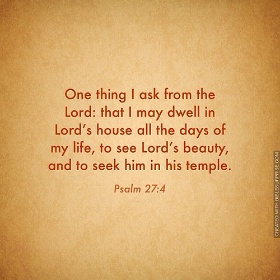 One thing I ask from the
Lord: that I may dwell in
Lord's house all the days of
my life, to see Lord's beauty,
and to seek him in his temple.
Psalm 27:4